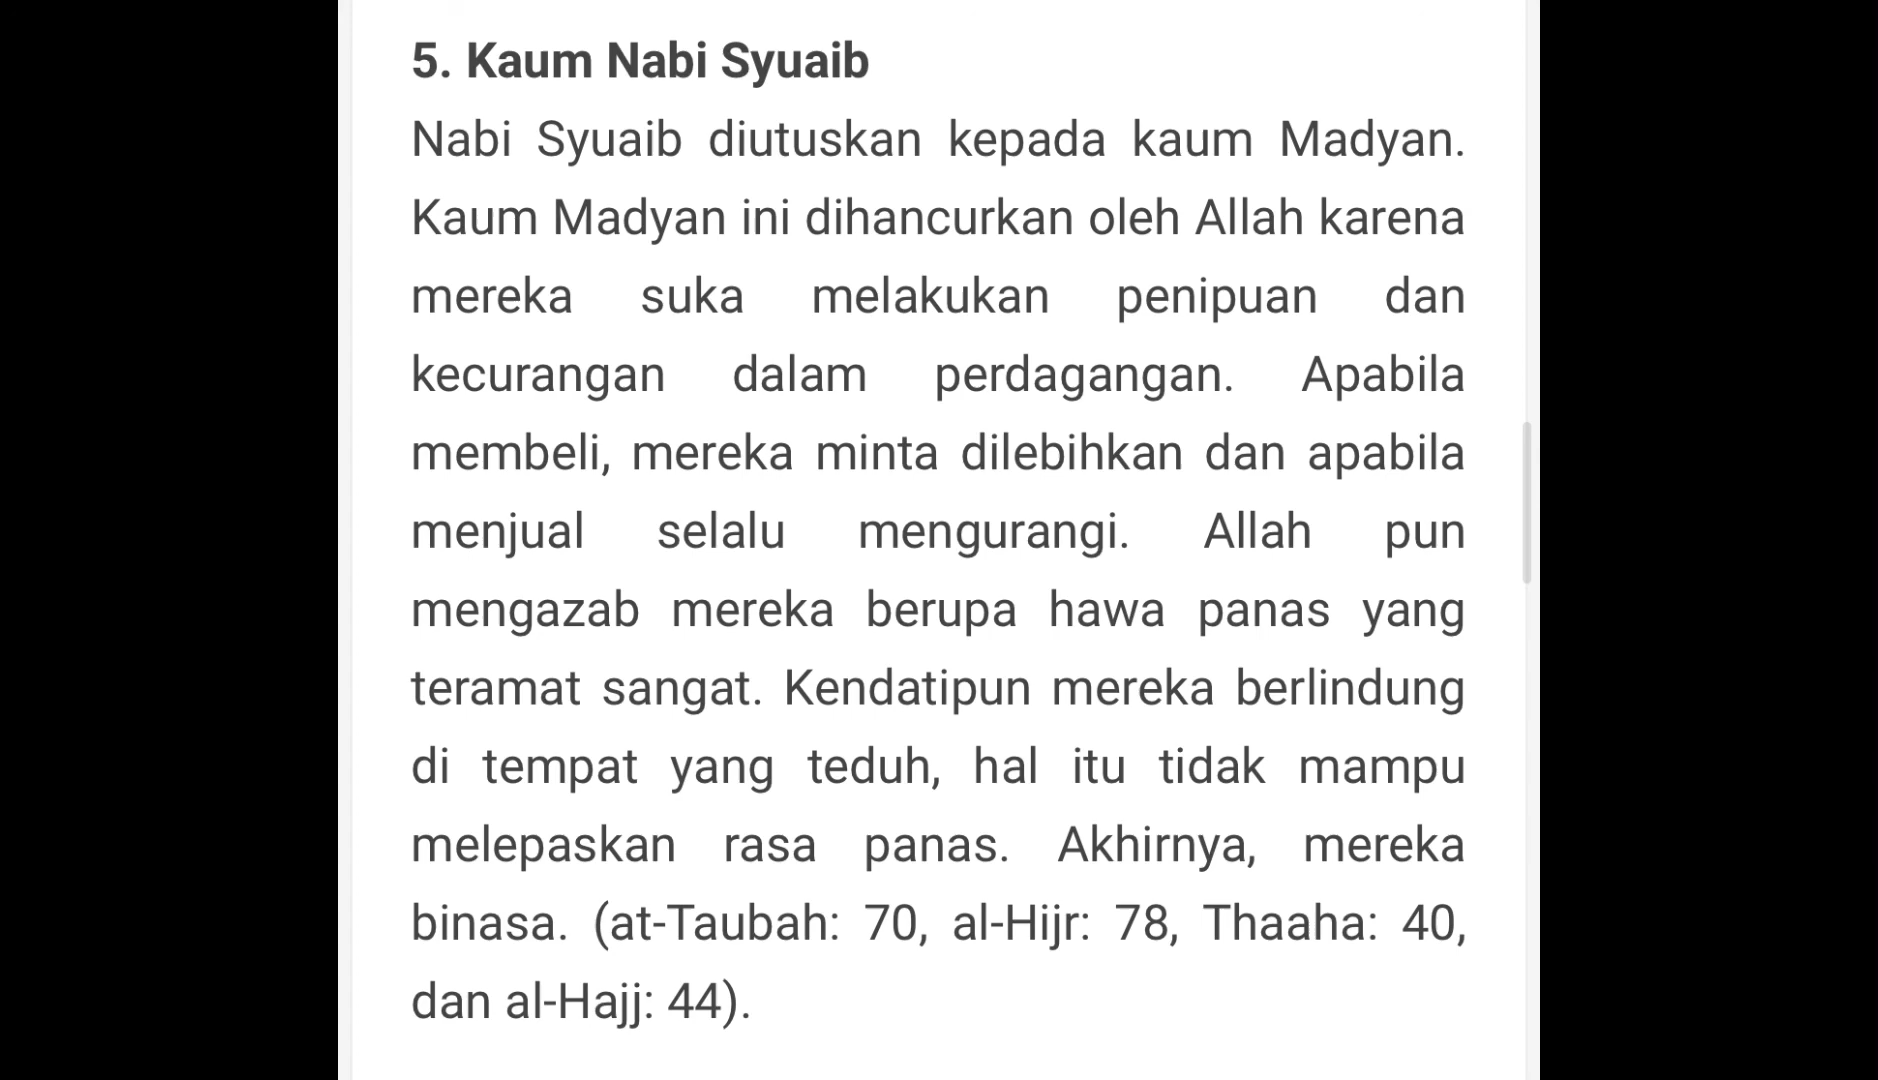 5. Kaum Nabi Syuaib
Nabi Syuaib diutuskan kepada kaum Madyan.
Kaum Madyan ini dihancurkan oleh Allah karena
mereka suka melakukan penipuan dan
kecurangan dalam perdagangan. Apabila
membeli, mereka minta dilebihkan dan apabila
menjual selalu mengurangi. Allah pun
mengazab mereka berupa hawa panas yang
teramat sangat. Kendatipun mereka berlindung
di tempat yang teduh, hal itu tidak mampu
melepaskan rasa panas. Akhirnya, mereka
binasa. (at-Taubah: 70, al-Hijr: 78, Thaaha: 40,
dan al-Hajj: 44).